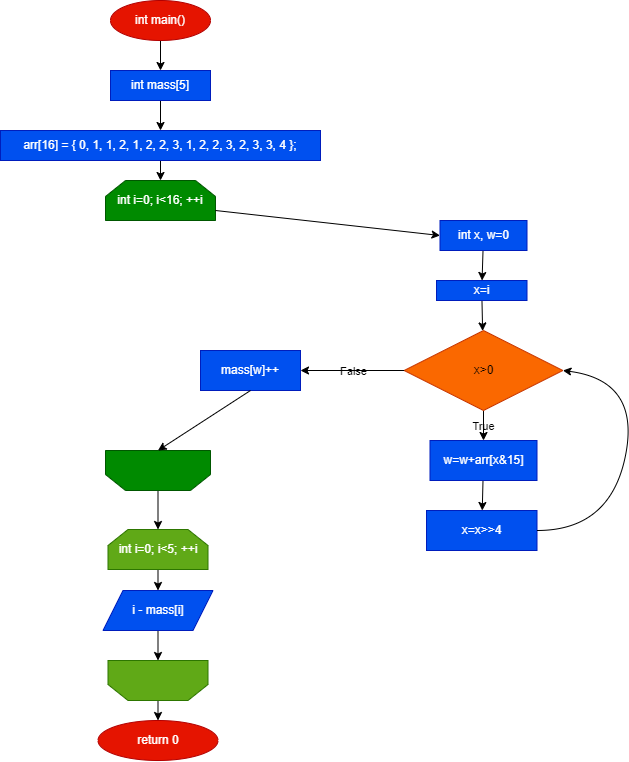 int main()
int mass[5]
arr[16] = { 0, 1, 1, 2, 1, 2, 2, 3, 1, 2, 2, 3, 2, 3, 3, 4 };
int i=0; i<16; ++i
int x, w=0
x=i
x>0
False
mass[w]++
True
w=w+arr[x&15]
x=x>>4
int i=0; i<5; ++i
i - mass[i]
return 0